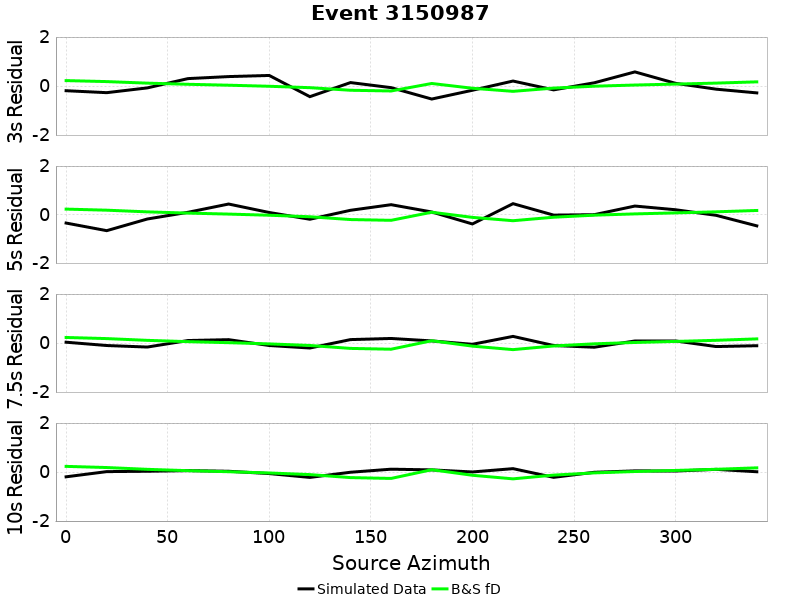 Event 3150987
3s Residual
2
0
-2
5s Residual
2
0
-2
7.5s Residual
2
0
-2
10s Residual
2
0
-2
0 50 100 150 200 250 300
Source Azimuth
Simulated Data B&S fD